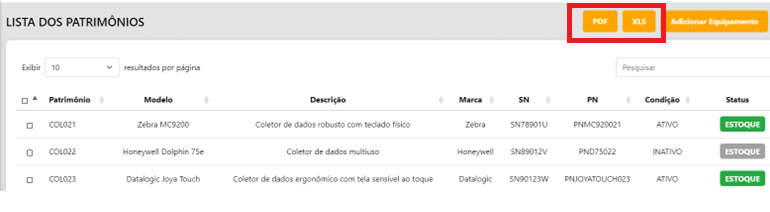 LISTA DOS PATRIMÔNIOS PDF XLS Adicionar Equipamento
Exibir 10 resultados por página Pesquisar
Patrimônio Modelo Descrição Marca SN PN Condição Status
COL021 Zebra MC9200 Coletor de dados robusto com teclado físico Zebra SN78901U PNMC920021 ATIVO ESTOQUE
COL022 Honeywell Dolphin 75e Coletor de dados multiuso Honeywell SN89012V PND75022 INATIVO ESTOQUE
COL023 Datalogic Joya Touch Coletor de dados ergonômico com tela sensível ao toque Datalogic SN90123W PNJOYATOUCH023 ATIVO ESTOQUE